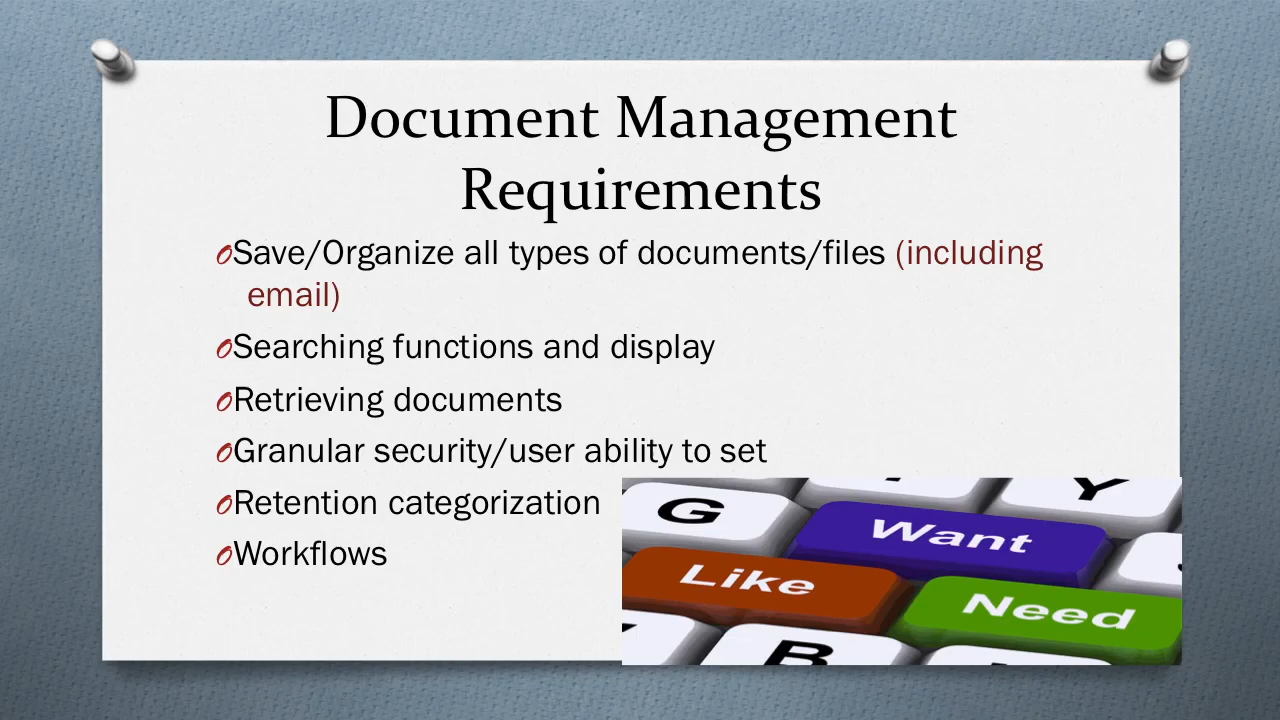 Document Management
Requirements
Save/Organize all types of documents/files (including
email)
Searching functions and display
Retrieving documents
Granular security/user ability to set
Retention categorization
Workflows
Y
G
Want
Like
Need
B